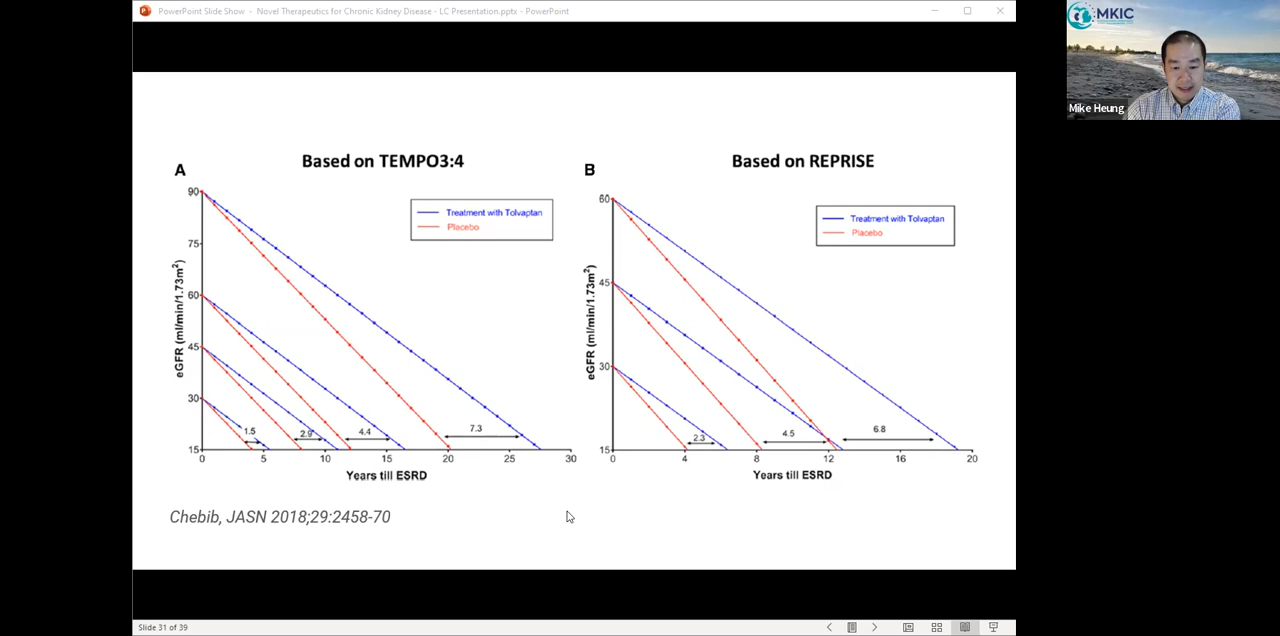 PowerPoint Slide Show - Novel Therapeutics for Chronic Kidney Disease - LC Presentation.pptx - PowerPoint
MKIC
Mike Heung
A
Based on TEMPO3:4
90
75
60
45
30
15
eGFR (ml/min/1.73m²)
Treatment with Tolvaptan
Placebo
1.5
2.9
4.4
7.3
0
5
10
15
20
25
30
Years till ESRD
B
Based on REPRISE
60
45
30
15
eGFR (ml/min/1.73m²)
Treatment with Tolvaptan
Placebo
2.3
4.5
6.8
0
4
8
12
16
20
Years till ESRD
Chebib, JASN 2018;29:2458-70
Slide 31 of 39